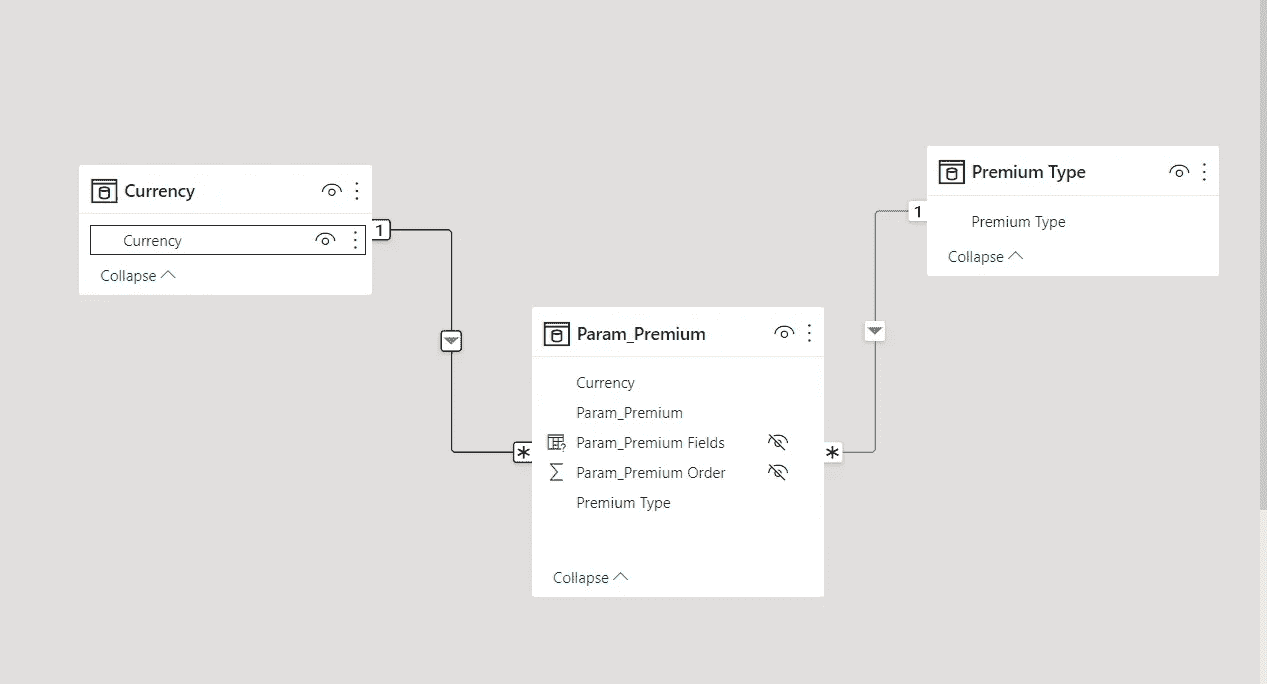 Currency
Currency
Collapse
1
Premium Type
Premium Type
Collapse
1
Param_Premium
Currency
Param_Premium
Param_Premium Fields
Param_Premium Order
Premium Type
Collapse
*
*